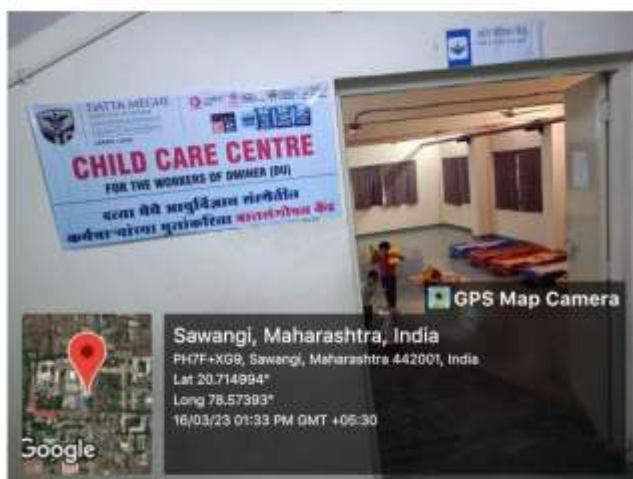 DATTA MEGHE
CHILD CARE CENTRE
FOR THE WORKERS OF DMIHER (DU)
दत्ता मेघे आयुर्विज्ञान संस्थेतील
कर्मचाऱ्यांच्या मुलांकरिता बालसंगोपन केंद्र
GPS Map Camera
Sawangi, Maharashtra, India
PH7F+XG9, Sawangi, Maharashtra 442001, India
Lat 20.714994°
Long 78.57393°
16/03/23 01:33 PM GMT +05:30
Google